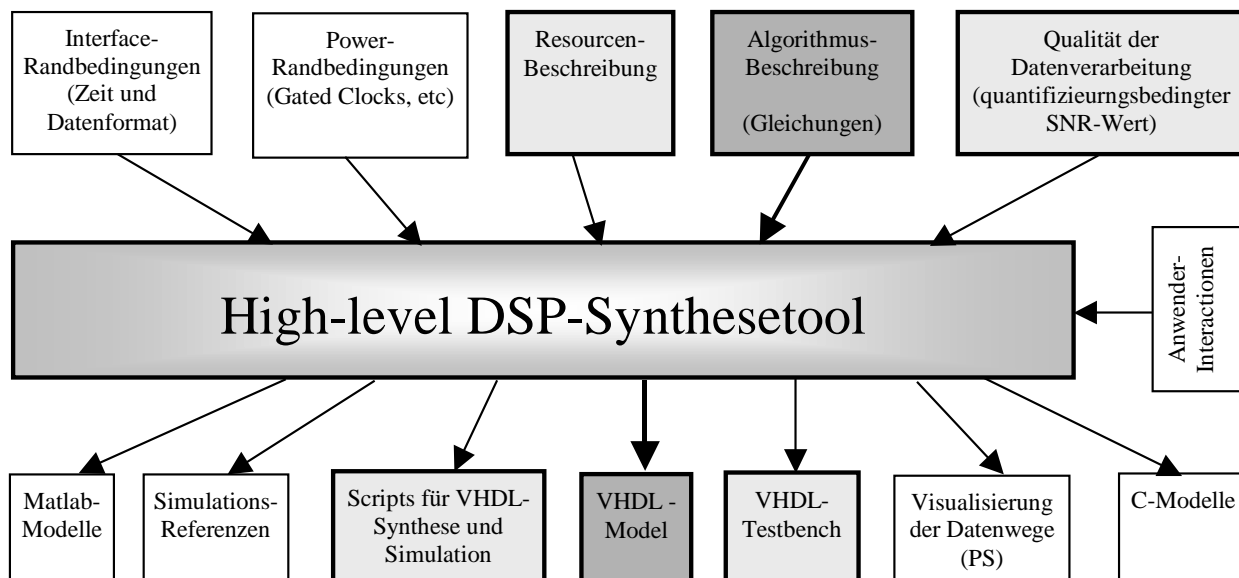 Interface-
Randbedingungen
(Zeit und
Datenformat)
Power-
Randbedingungen
(Gated Clocks, etc)
Resourcen-
Beschreibung
Algorithmus-
Beschreibung
(Gleichungen)
Qualität der
Datenverarbeitung
(quantifizieurngsbedingter
SNR-Wert)
High-level DSP-Synthesetool
Anwender-
Interactionen
Matlab-
Modelle
Simulations-
Referenzen
Scripts für VHDL-
Synthese und
Simulation
VHDL -
Model
VHDL-
Testbench
Visualisierung
der Datenwege
(PS)
C-Modelle